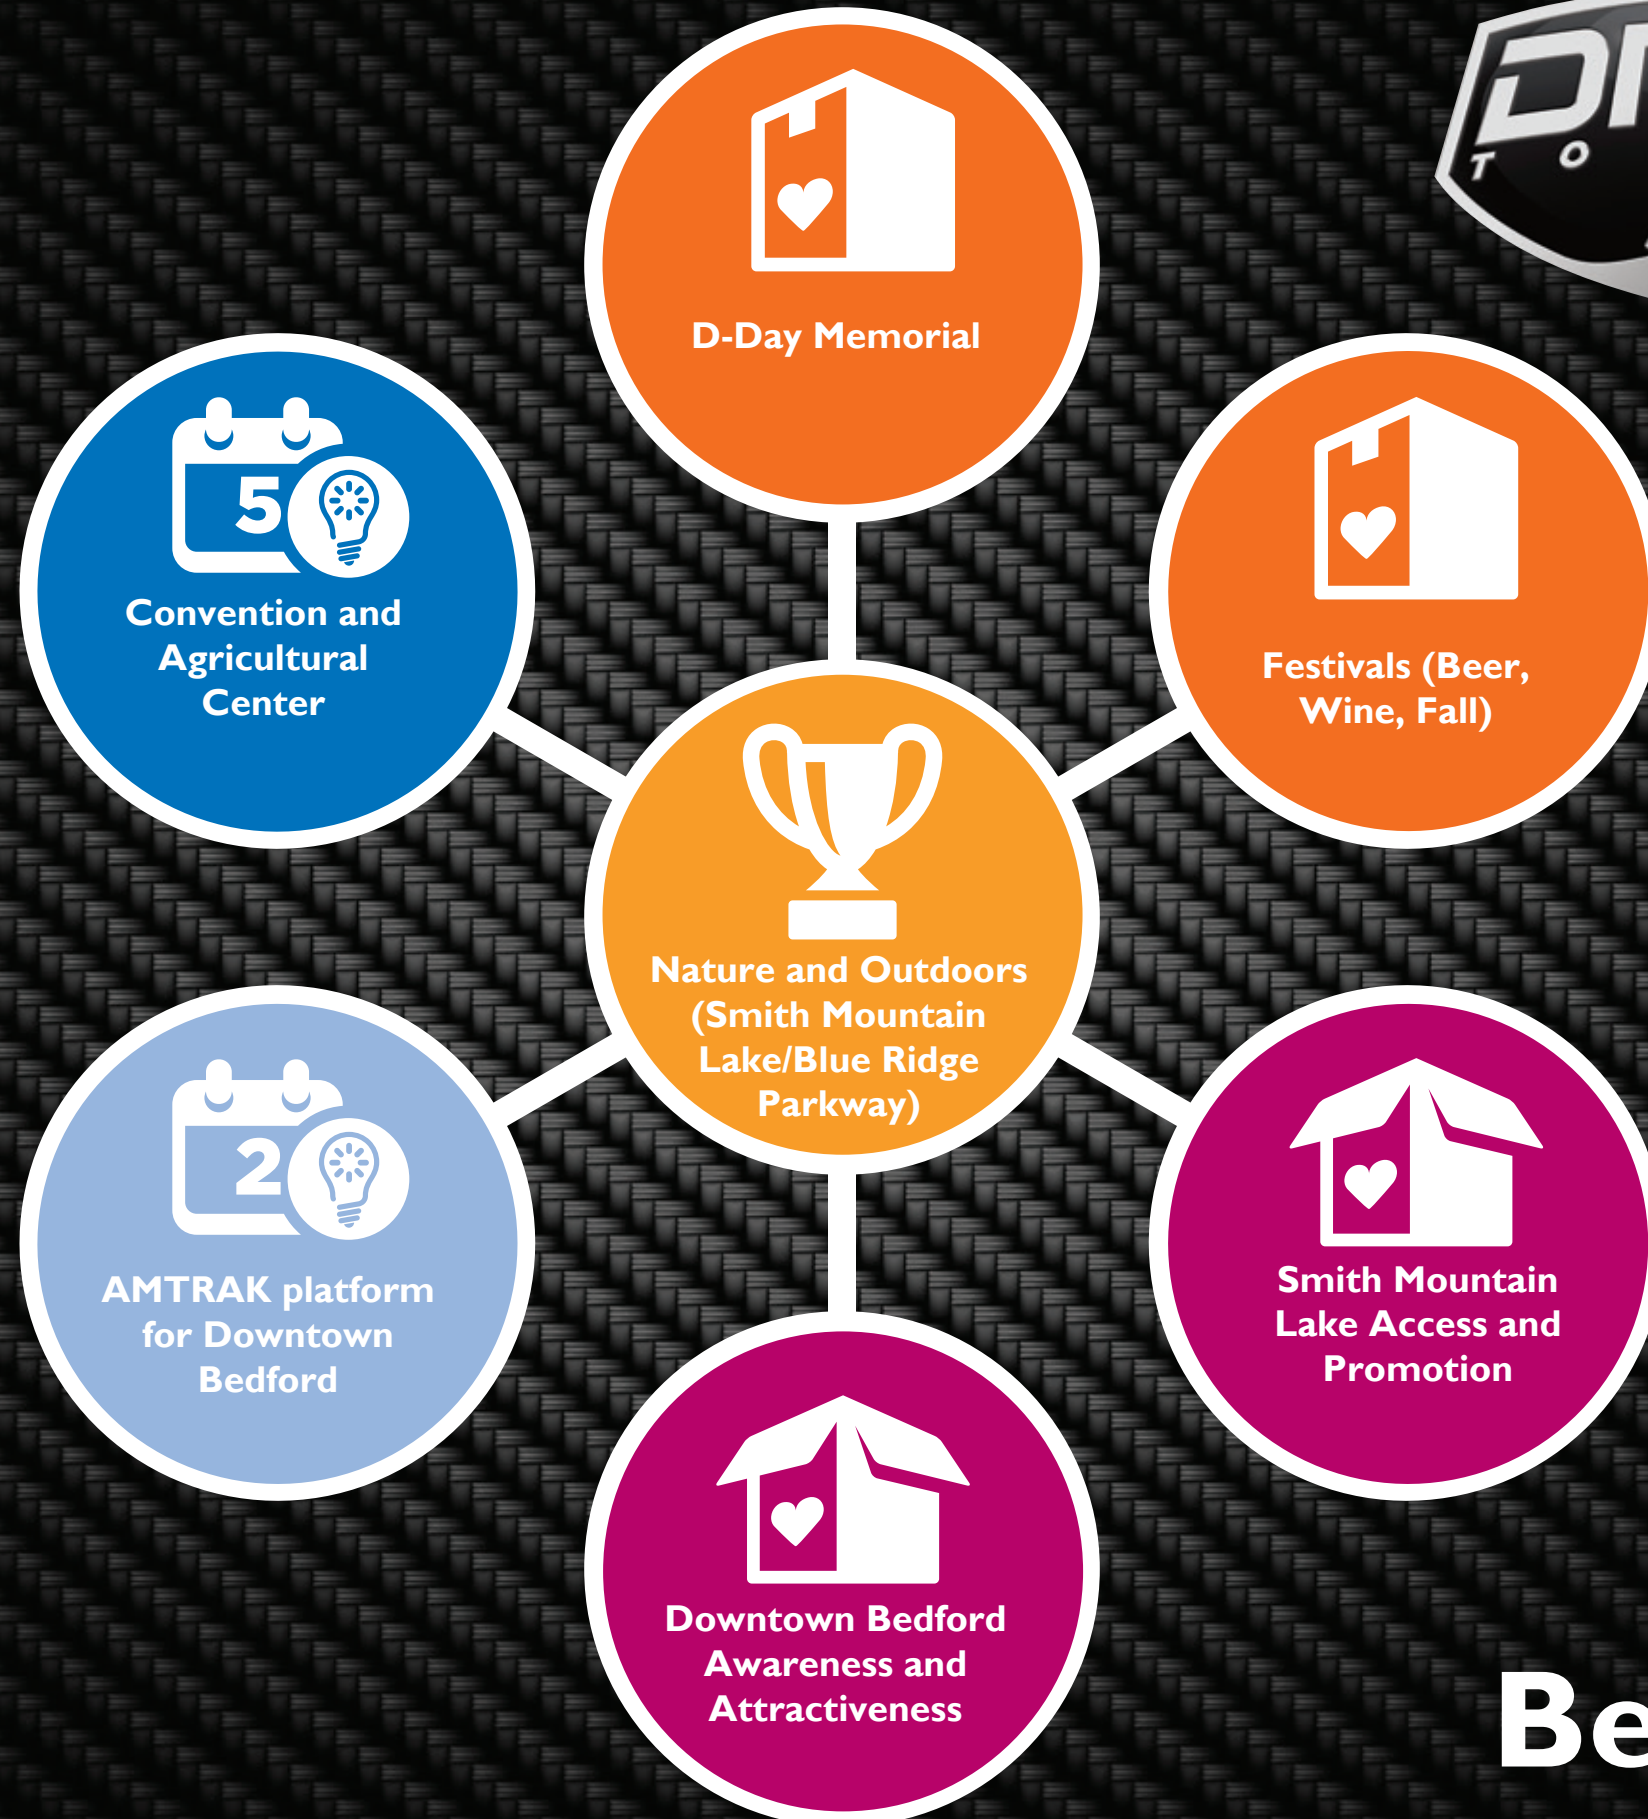 D-Day Memorial
5
Convention and
Agricultural
Center
Festivals (Beer,
Wine, Fall)
Nature and Outdoors
(Smith Mountain
Lake/Blue Ridge
Parkway)
2
AMTRAK platform
for Downtown
Bedford
Smith Mountain
Lake Access and
Promotion
Downtown Bedford
Awareness and
Attractiveness
Be